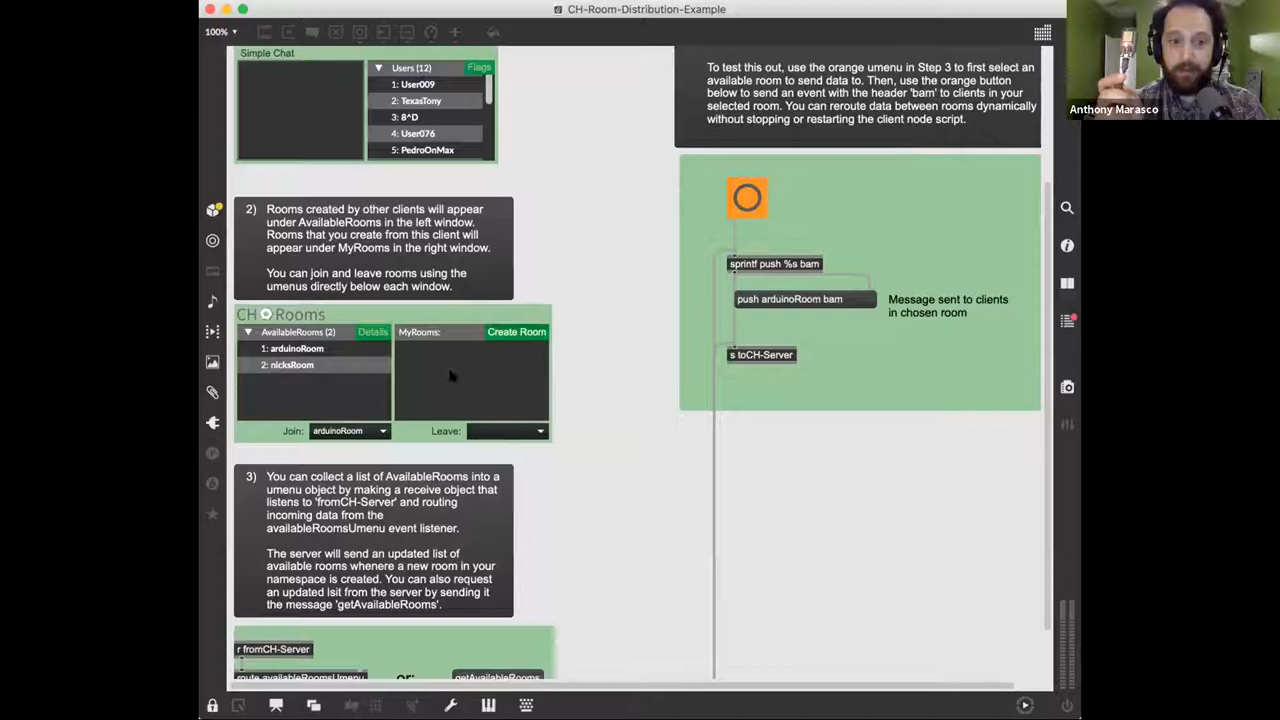 CH-Room-Distribution-Example
100%
Simple Chat
Users (12)
Flags
1: User009
2: TexasTony
3: 8^D
4: User076
5: PedroOnMax
2) Rooms created by other clients will appear
under AvailableRooms in the left window.
Rooms that you create from this client will
appear under MyRooms in the right window.
You can join and leave rooms using the
umenus directly below each window.
CH Rooms
AvailableRooms (2)
Details
MyRooms:
Create Room
1: arduinoRoom
2: nicksRoom
Join:
arduinoRoom
Leave:
3) You can collect a list of AvailableRooms into a
umenu object by making a receive object that
listens to 'fromCH-Server' and routing
incoming data from the
availableRoomsUmenu event listener.
The server will send an updated list of
available rooms whenere a new room in your
namespace is created. You can also request
an updated lsit from the server by sending it
the message 'getAvailableRooms'.
r fromCH-Server
route availableRoomsUmenu
or:
getAvailableRooms
To test this out, use the orange umenu in Step 3 to first select an
available room to send data to. Then, use the orange button
below to send an event with the header 'bam' to clients in your
selected room. You can reroute data between rooms dynamically
without stopping or restarting the client node script.
sprintf push %s bam
push arduinoRoom bam
Message sent to clients
in chosen room
s toCH-Server
Anthony Marasco